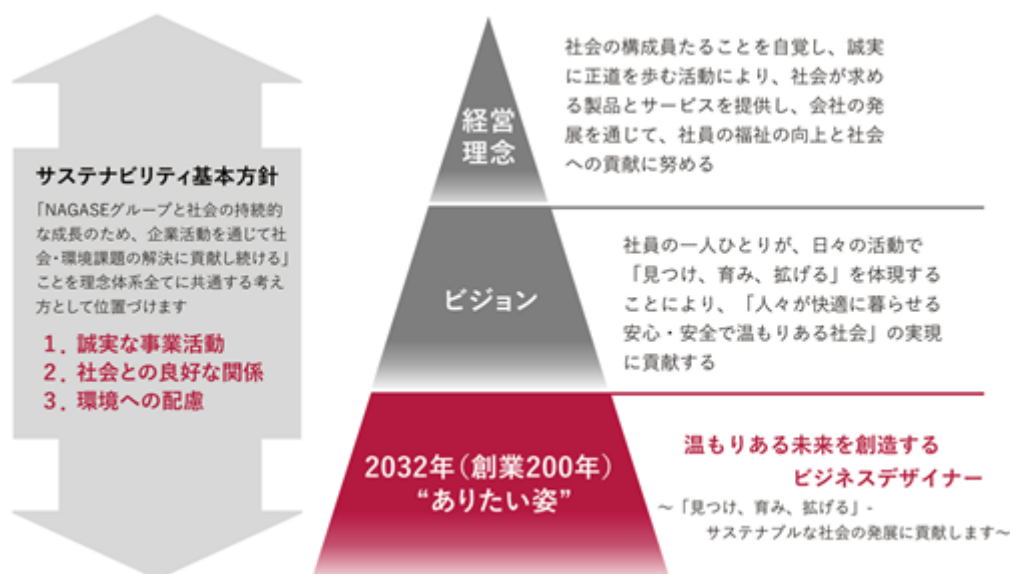 サステナビリティ基本方針
「NAGASEグループと社会の持続的
な成長のため、企業活動を通じて社
会・環境課題の解決に貢献し続ける」
ことを理念体系全てに共通する考え
方として位置づけます
1. 誠実な事業活動
2. 社会との良好な関係
3. 環境への配慮
経営
理念
社会の構成員たることを自覚し、誠実
に正道を歩む活動により、社会が求め
る製品とサービスを提供し、会社の発
展を通じて、社員の福祉の向上と社会
への貢献に努める
ビジョン
社員の一人ひとりが、日々の活動で
「見つけ、育み、拡げる」を体現する
ことにより、「人々が快適に暮らせる
安心・安全で温もりある社会」の実現
に貢献する
2032年(創業200年)
“ありたい姿”
温もりある未来を創造する
ビジネスデザイナー
～「見つけ、育み、拡げる」-
サステナブルな社会の発展に貢献します～